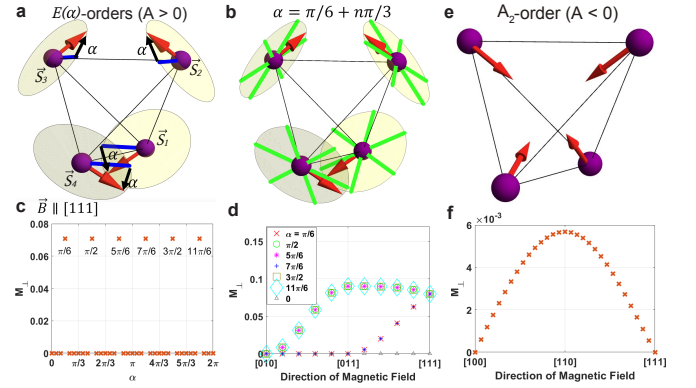 a E(α)-orders (A > 0)
α α
S⃗3 S⃗2
S⃗1
α
S⃗4 α
b α = π/6 + nπ/3
e A2-order (A < 0)
c B⃗ ∥ [111]
0.08
0.06
0.04
0.02
0
M⊥
π/6 π/2 5π/6 7π/6 3π/2 11π/6
0 π/3 2π/3 π 4π/3 5π/3 2π
α
d
0.15
0.10
0.05
0.00
M⊥
α = π/6
π/2
5π/6
7π/6
3π/2
11π/6
0
[010] [011] [111]
Direction of Magnetic Field
f
×10⁻³
6
4
2
0
M⊥
[100] [110] [111]
Direction of Magnetic Field